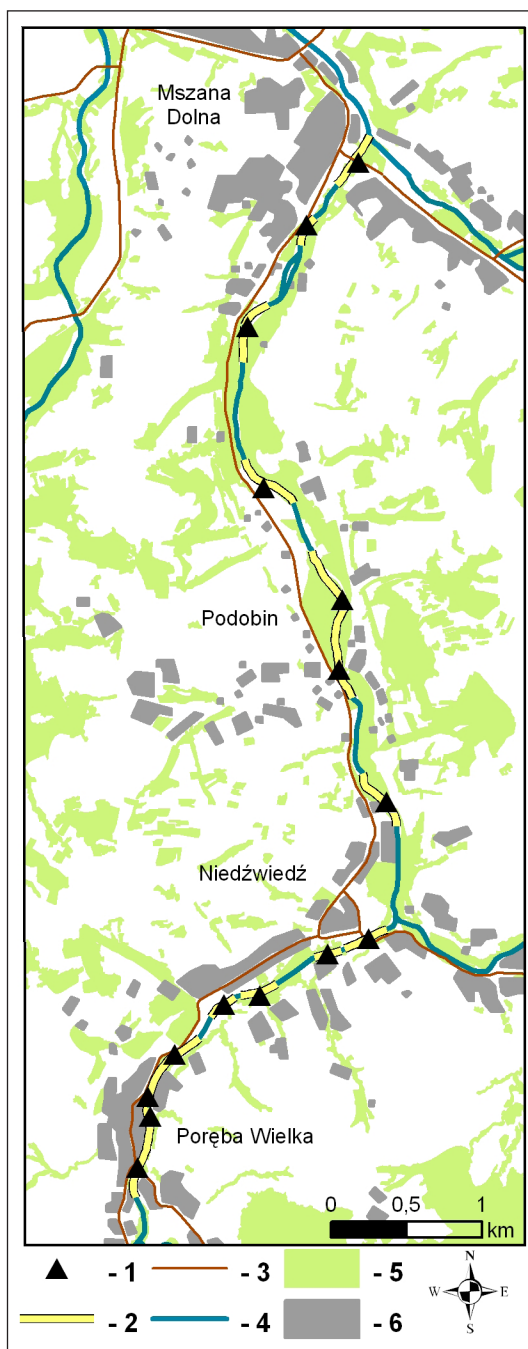 Mszana
Dolna
Podobin
Niedźwiedź
Poręba Wielka
0 0,5 1
km
- 1 - 3 - 5
- 2 - 4 - 6
N
W E
S